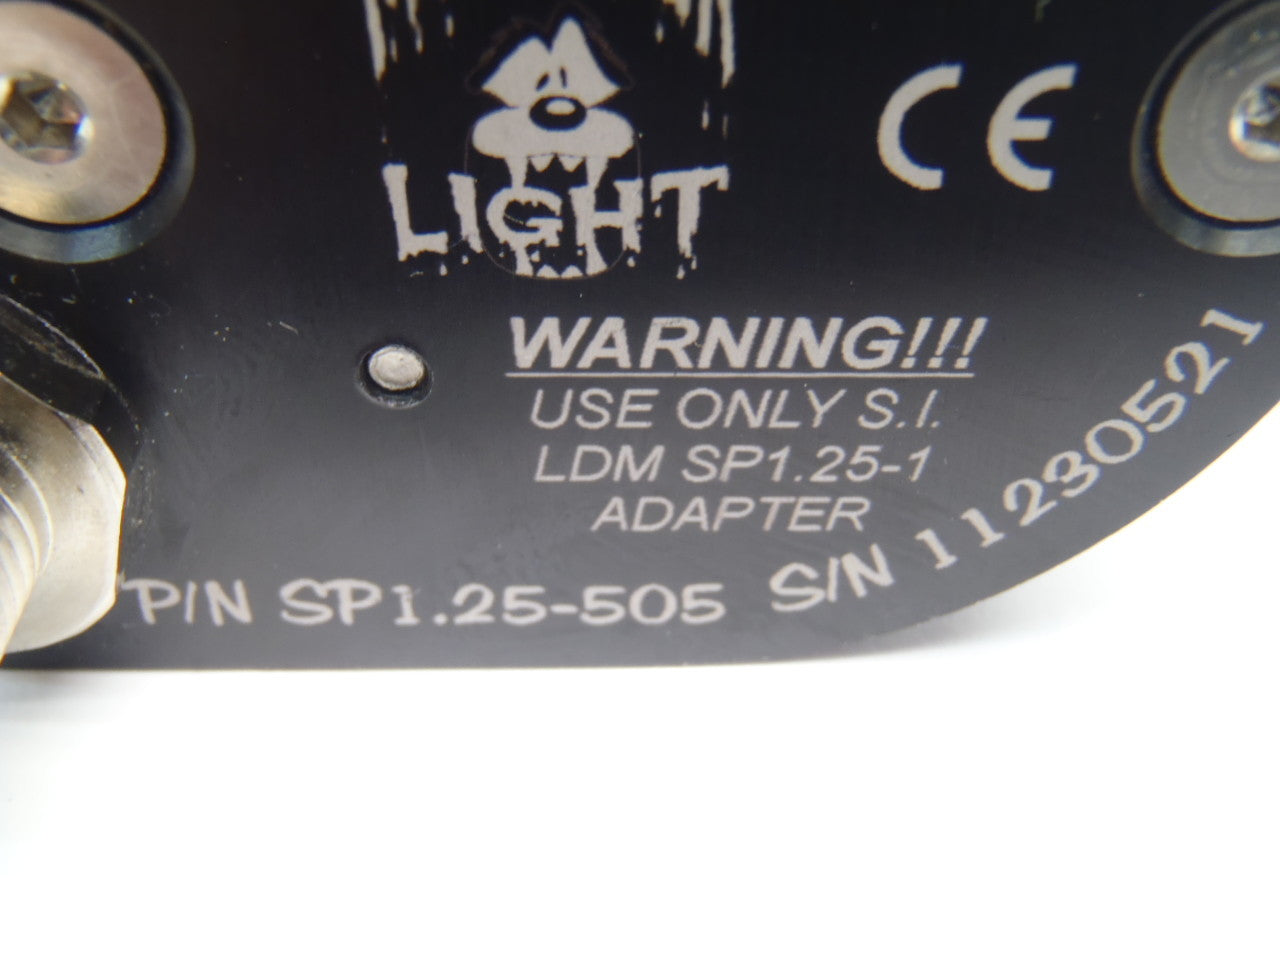 LIGHT
CE
WARNING!!!
USE ONLY S.I.
LDM SP1.25-1
ADAPTER
P/N SP1.25-505
S/N 11230521